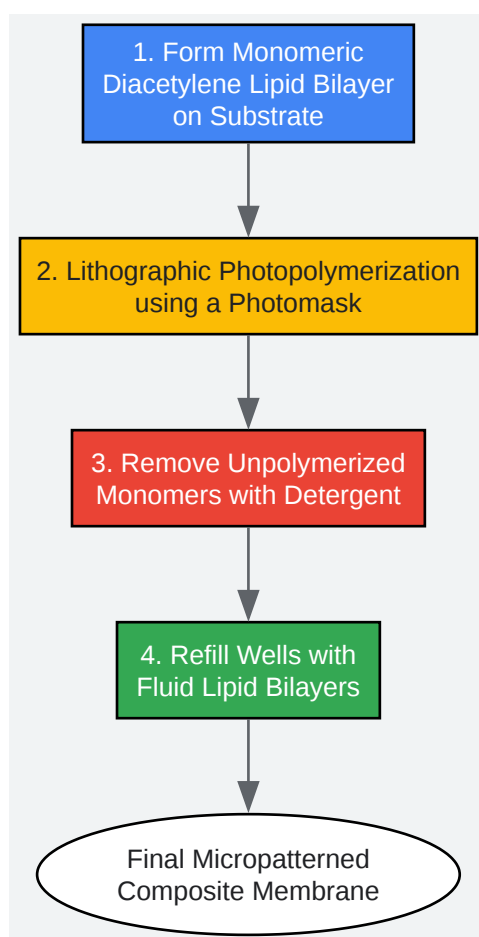 1. Form Monomeric
Diacetylene Lipid Bilayer
on Substrate
2. Lithographic Photopolymerization
using a Photomask
3. Remove Unpolymerized
Monomers with Detergent
4. Refill Wells with
Fluid Lipid Bilayers
Final Micropatterned
Composite Membrane